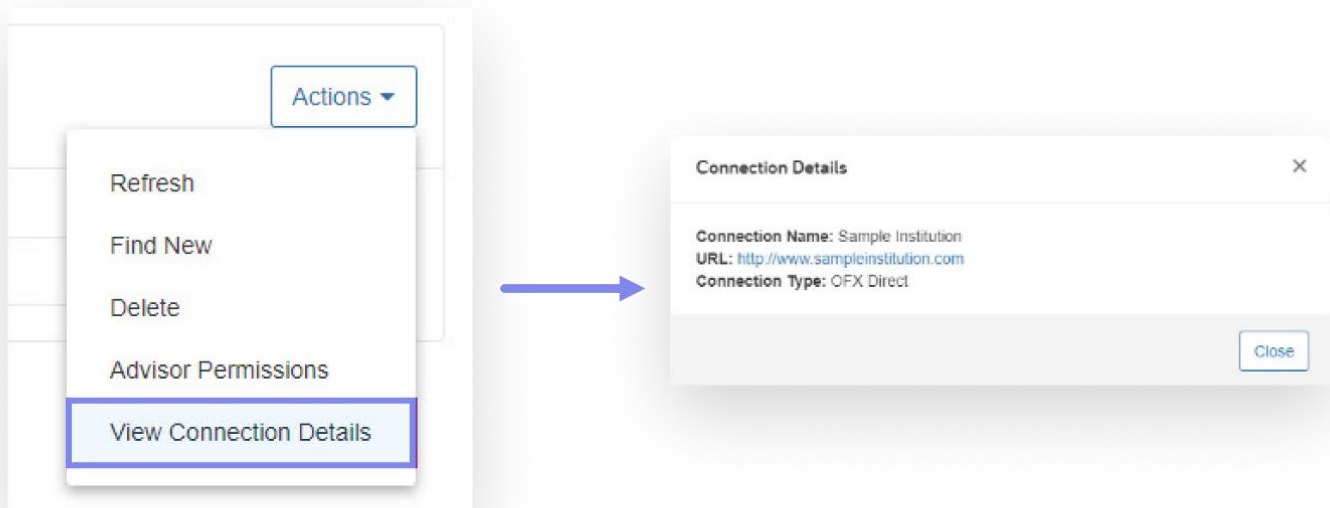 Actions
Refresh
Find New
Delete
Advisor Permissions
View Connection Details
Connection Details
Connection Name: Sample Institution
URL: http://www.sampleinstitution.com
Connection Type: OFX Direct
Close